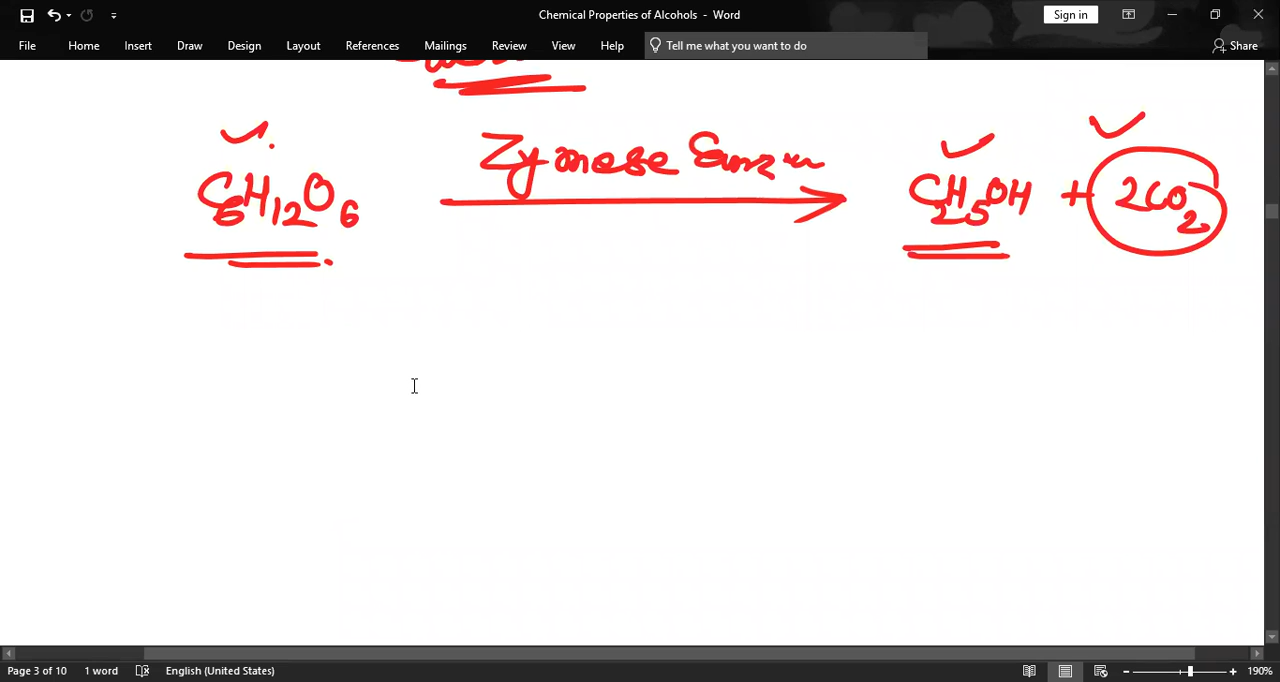 Chemical Properties of Alcohols - Word
Sign in
File Home Insert Draw Design Layout References Mailings Review View Help Tell me what you want to do Share
C6H12O6 Zymese C2H5OH + 2CO2
Page 3 of 10 1 word English (United States) 190%